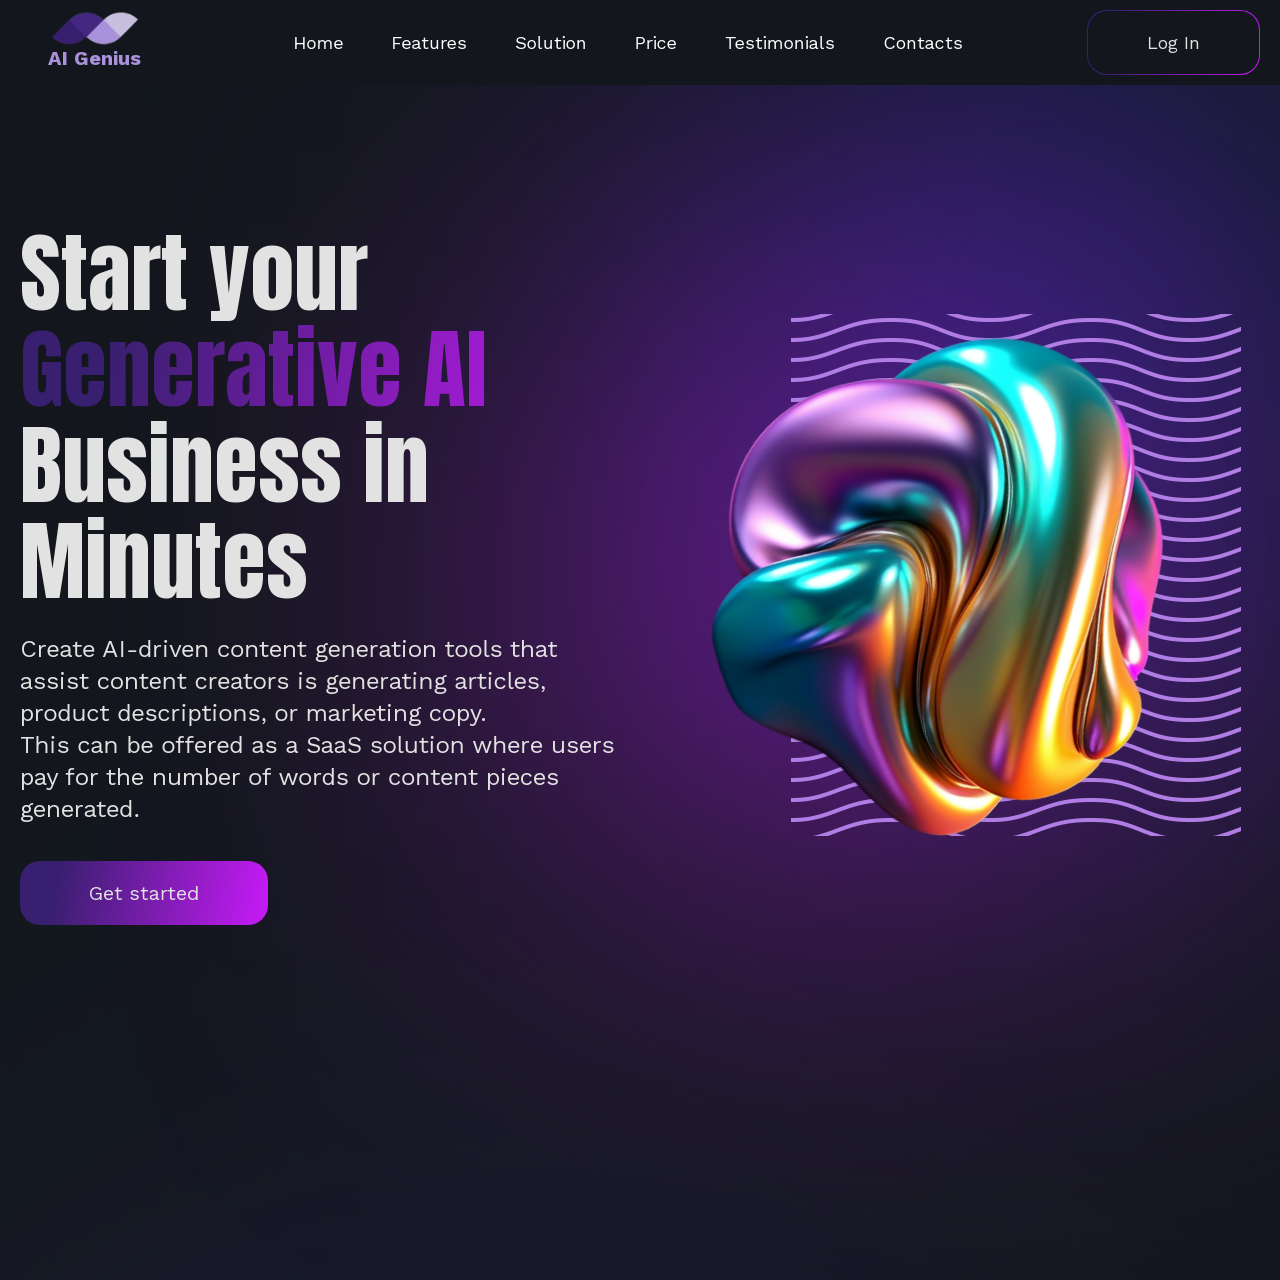 AI Genius
Home Features Solution Price Testimonials Contacts
Log In
Start your
Generative AI
Business in
Minutes
Create AI-driven content generation tools that
assist content creators is generating articles,
product descriptions, or marketing copy.
This can be offered as a SaaS solution where users
pay for the number of words or content pieces
generated.
Get started